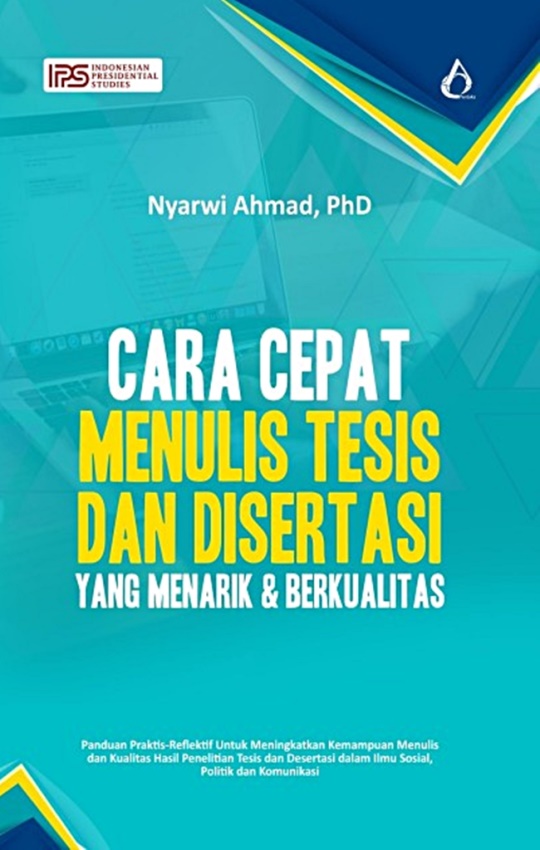 IPS INDONESIAN
PRESIDENTIAL
STUDIES
Nyarwi Ahmad, PhD
CARA CEPAT
MENULIS TESIS
DAN DISERTASI
YANG MENARIK & BERKUALITAS
Panduan Praktis-Reflektif Untuk Meningkatkan Kemampuan Menulis
dan Kualitas Hasil Penelitian Tesis dan Desertasi dalam Ilmu Sosial,
Politik dan Komunikasi